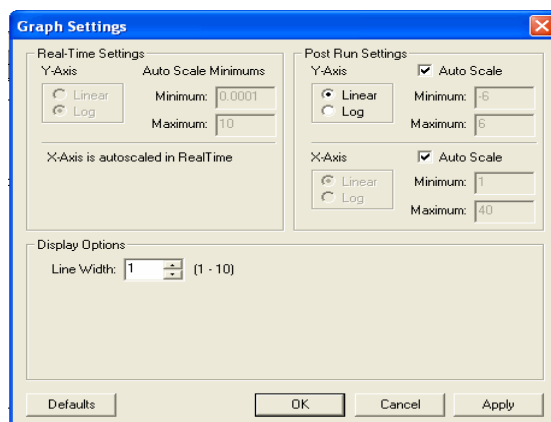 Graph Settings
Real-Time Settings
Y-Axis Auto Scale Minimums
Linear
Log
Minimum: 0.0001
Maximum: 10
X-Axis is autoscaled in RealTime
Post Run Settings
Y-Axis Auto Scale
Linear
Log
Minimum: -6
Maximum: 6
X-Axis Auto Scale
Linear
Log
Minimum: 1
Maximum: 40
Display Options
Line Width: 1 (1 - 10)
Defaults OK Cancel Apply